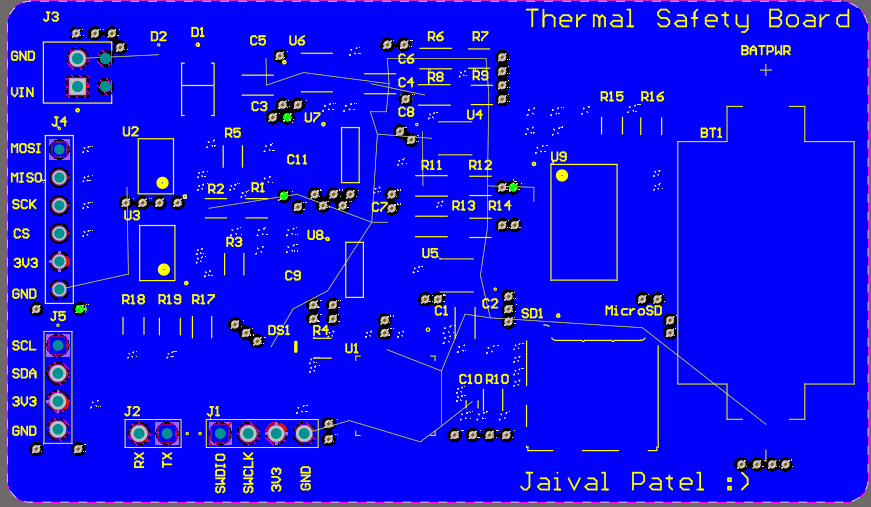 Thermal Safety Board
J3
D2
D1
C5
U6
R6
R7
BATPWR
GND
C6
R8
R9
VIN
C4
R15
R16
C3
U7
C8
U4
J4
U2
R5
BT1
MOSI
C11
R11
R12
U9
MISO
R2
R1
SCK
U3
C7
R13
R14
CS
R3
U8
U5
3V3
C9
GND
R18
R19
R17
C1
C2
SD1
MicroSD
J5
DS1
R4
U1
SCL
SDA
C10
R10
3V3
J2
J1
GND
RX
TX
SWDIO
SWCLK
3V3
GND
Jaival Patel :)